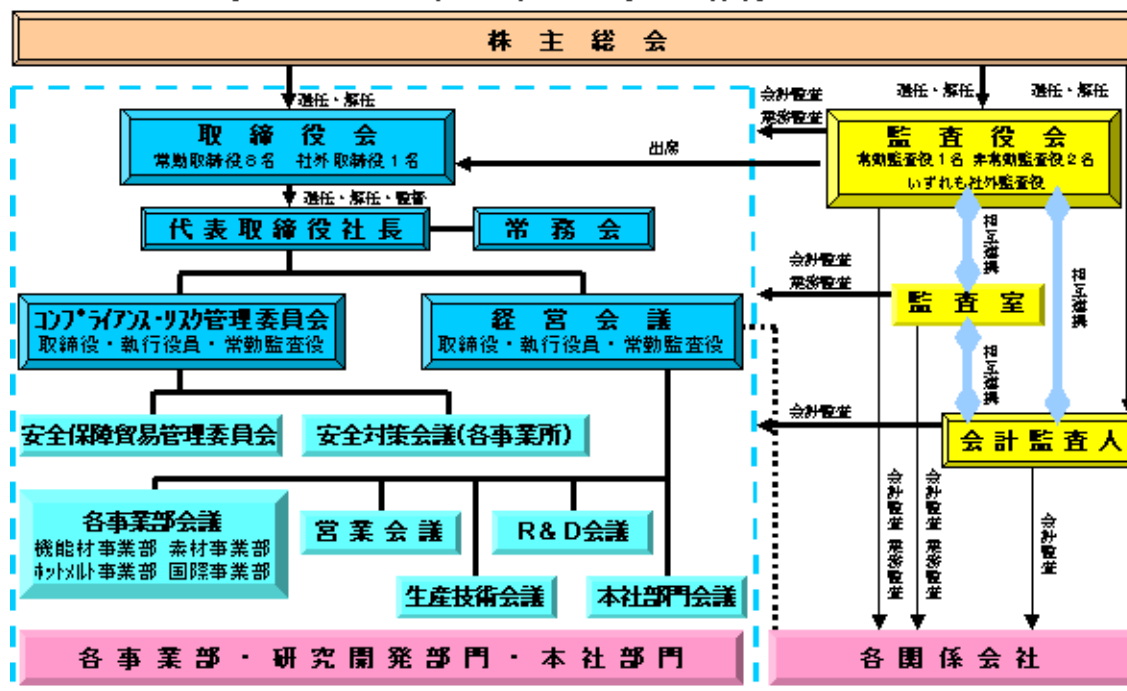 株主総会
選任・解任
会計監査
業務監査
選任・解任
選任・解任
取締役会
常勤取締役8名 社外取締役1名
出席
監査役会
常勤監査役1名 非常勤監査役2名
いずれも社外監査役
選任・解任・監督
代表取締役社長
常務会
相互連携
会計監査
業務監査
監査室
相互連携
コンプライアンス・リスク管理委員会
取締役・執行役員・常勤監査役
経営会議
取締役・執行役員・常勤監査役
相互連携
会計監査
安全保障貿易管理委員会
安全対策会議(各事業所)
会計監査人
各事業部会議
機能材事業部 素材事業部
ホットメルト事業部 国際事業部
営業会議
R&D会議
会計監査 業務監査
会計監査 業務監査
会計監査
生産技術会議
本社部門会議
各事業部・研究開発部門・本社部門
各関係会社